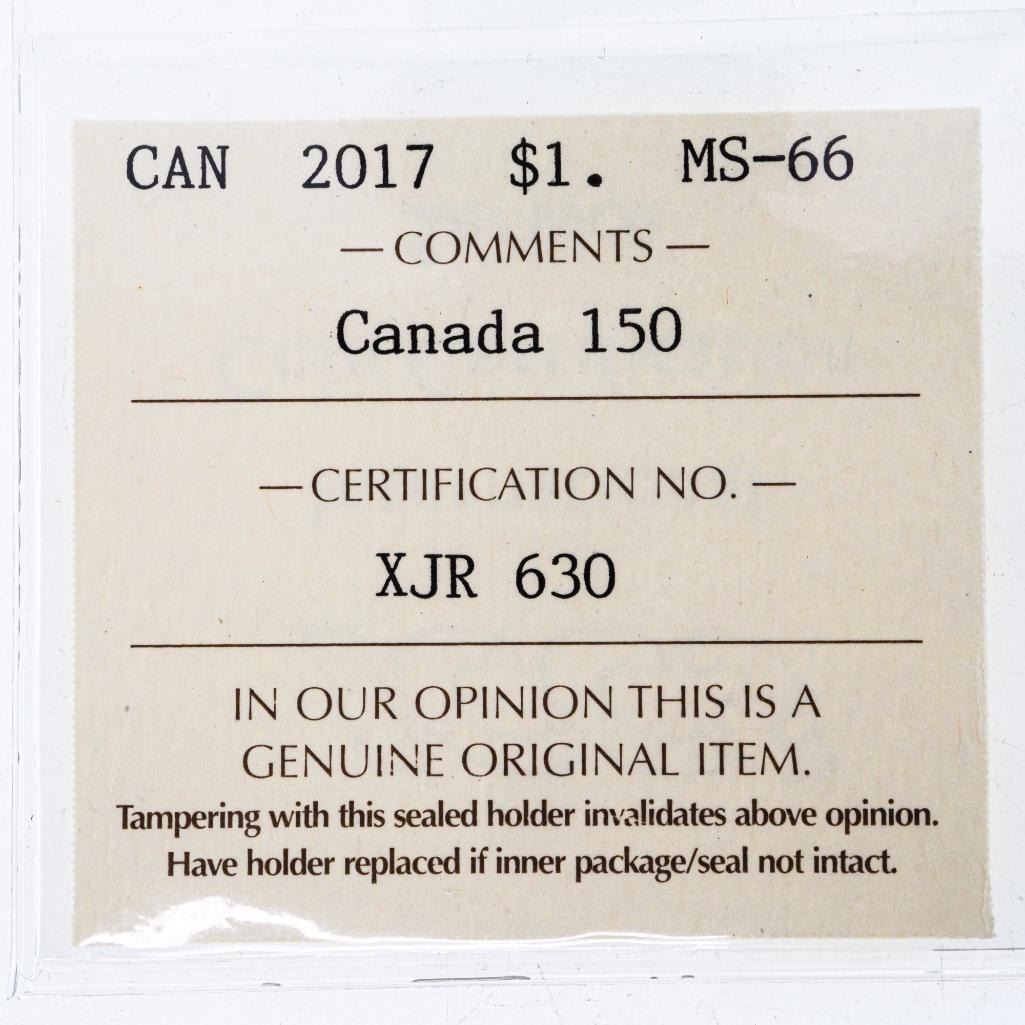 CAN 2017 $1. MS-66
— COMMENTS —
Canada 150
— CERTIFICATION NO. —
XJR 630
IN OUR OPINION THIS IS A
GENUINE ORIGINAL ITEM.
Tampering with this sealed holder invalidates above opinion.
Have holder replaced if inner package/seal not intact.